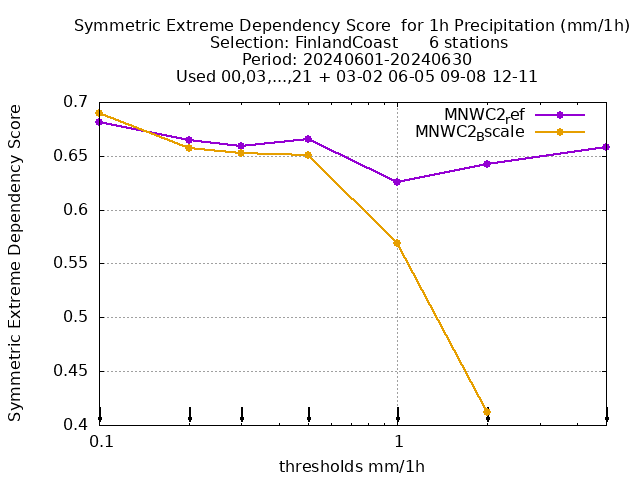 Symmetric Extreme Dependency Score  for 1h Precipitation (mm/1h)
Selection: FinlandCoast      6 stations
Period: 20240601-20240630
Used 00,03,...,21 + 03-02 06-05 09-08 12-11
Symmetric Extreme Dependency Score
0.7
0.65
0.6
0.55
0.5
0.45
0.4
MNWC2ref
MNWC2Bscale
0.1
1
thresholds mm/1h